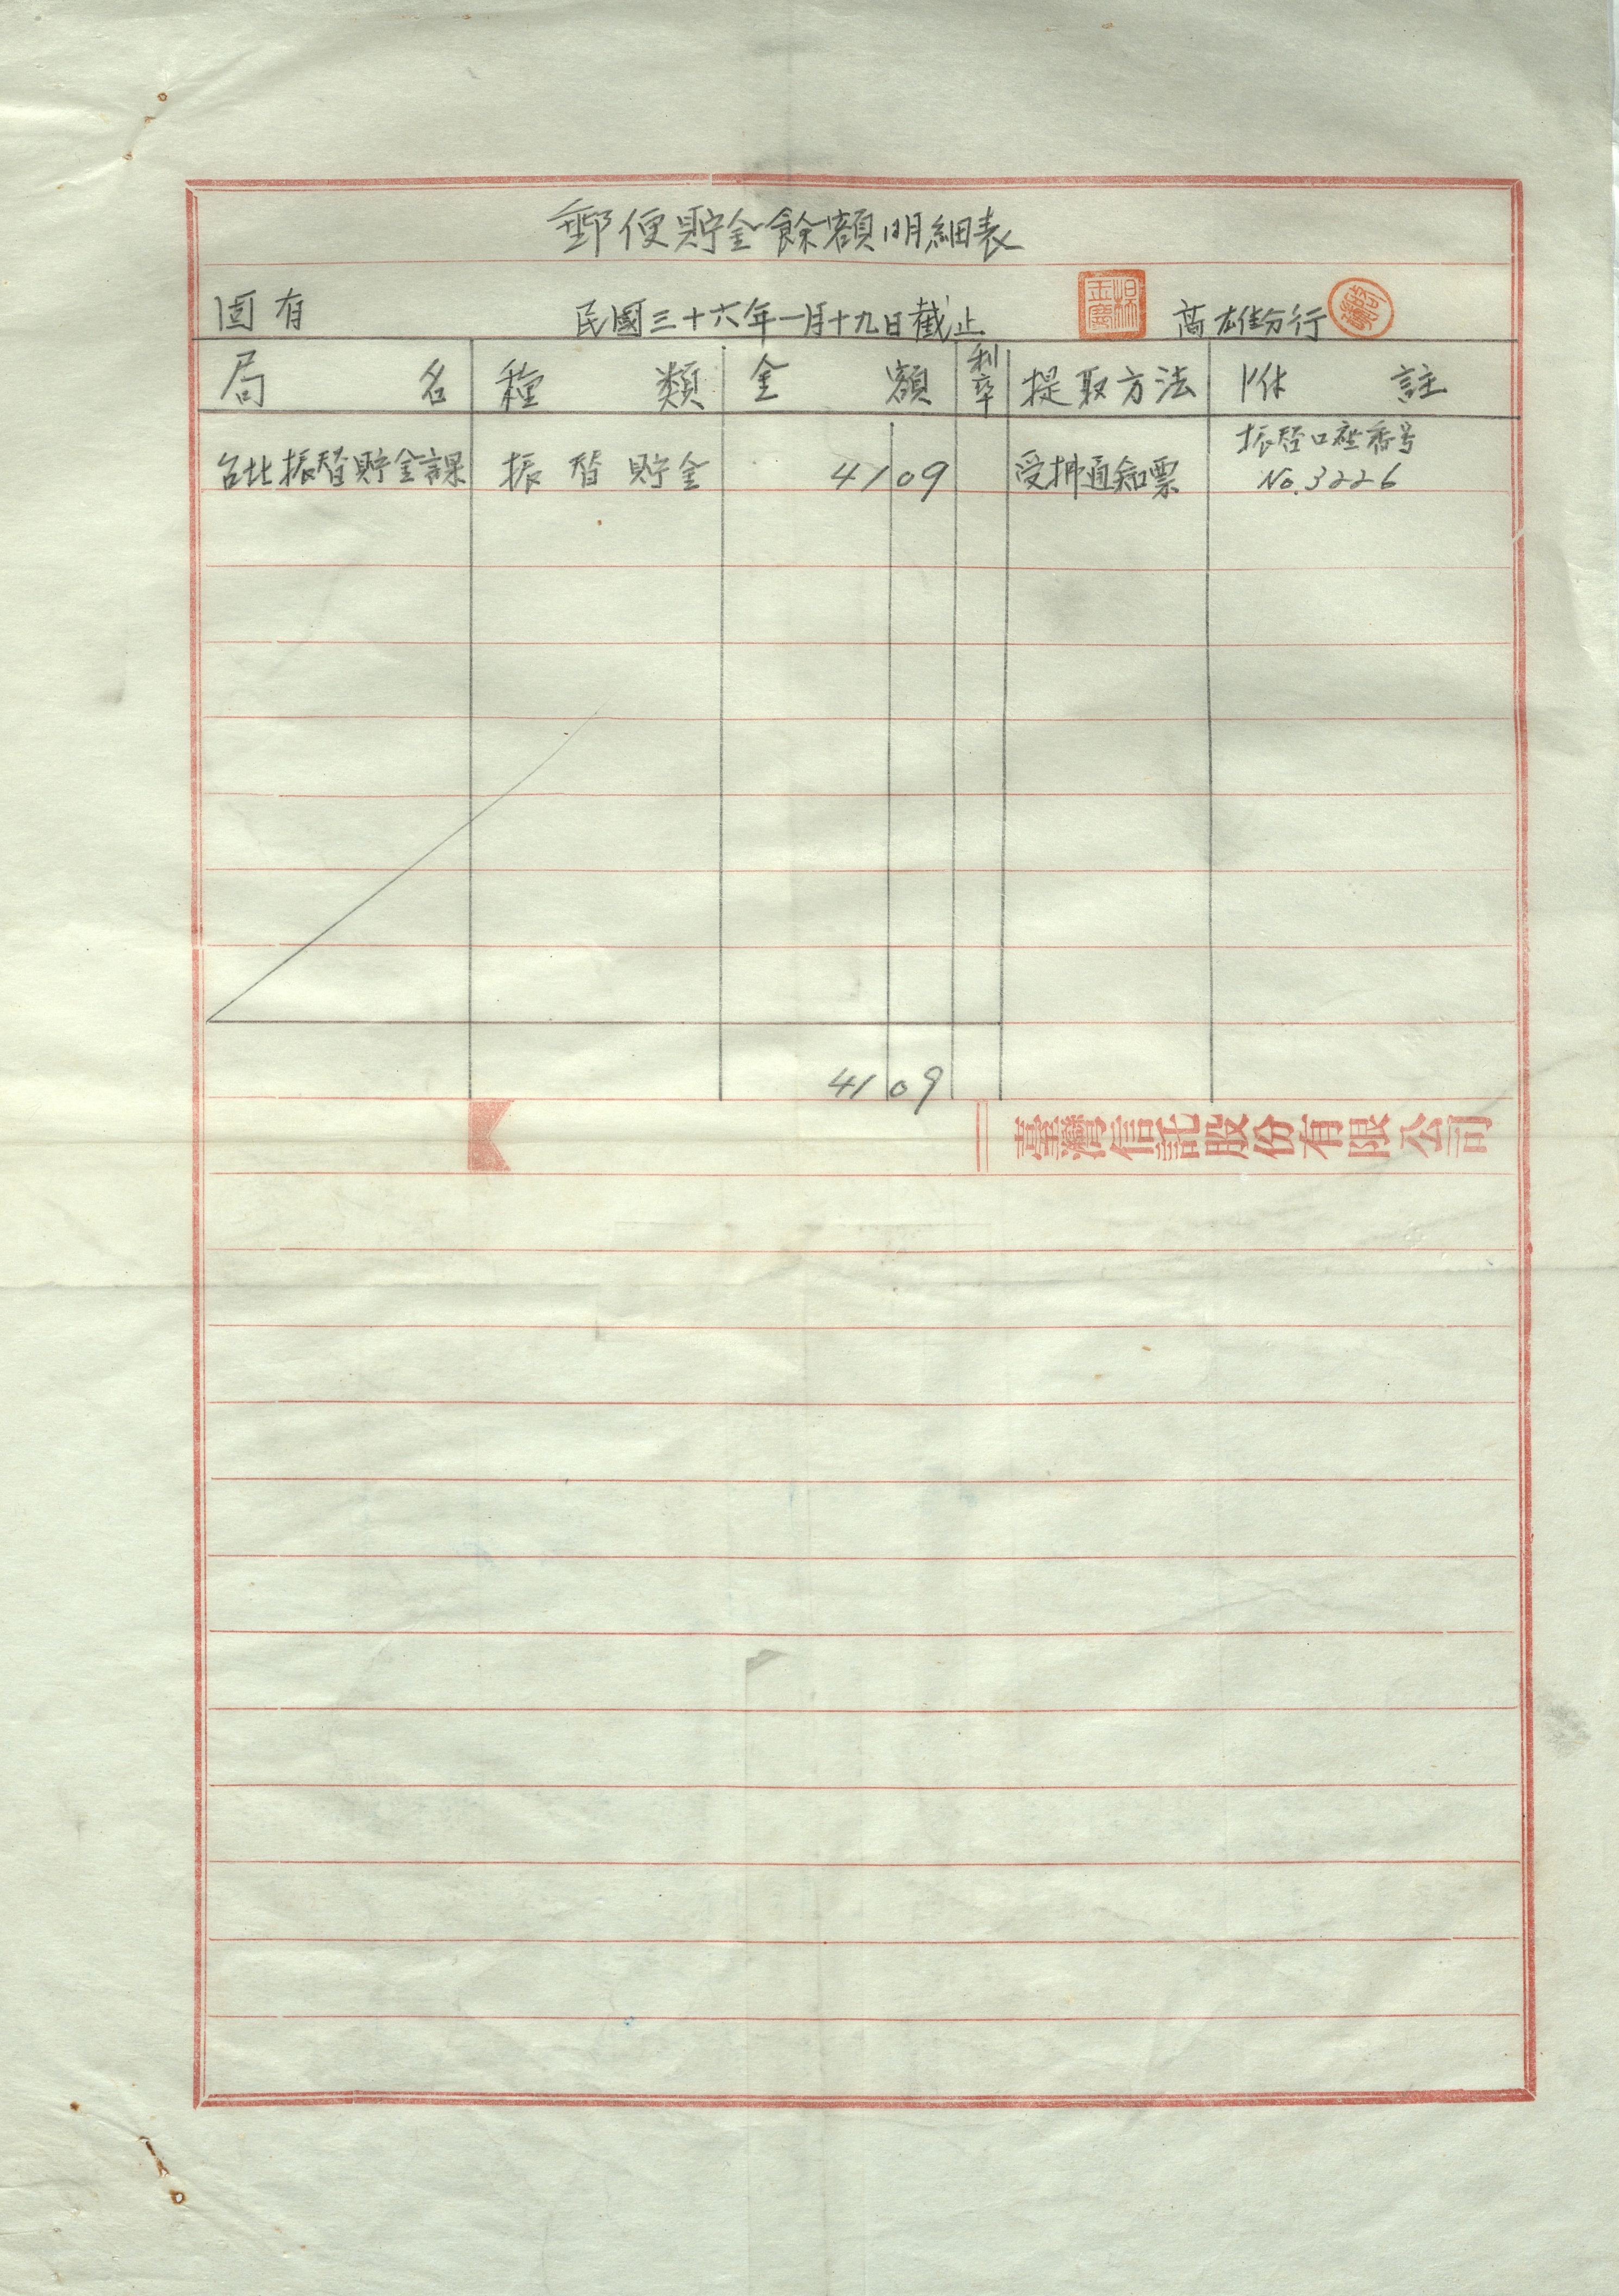 郵便貯金餘額明細表
固有 民國三十六年一月十九日截止 高雄分行
局名 種類 金額 利率 提取方法 附註
台北振替貯金課 振替貯金 41 09 受拂通知票 振替口座番号 No.3226
41 09
臺灣信託股份有限公司